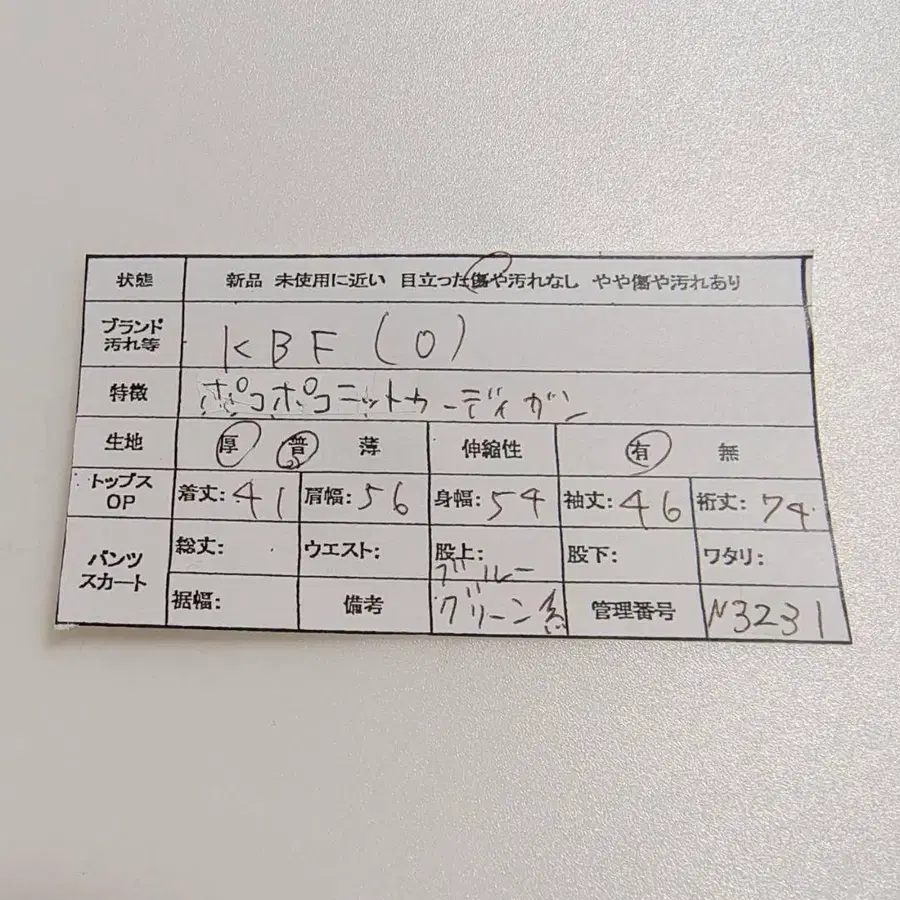 状態 新品 未使用に近い 目立った傷や汚れなし やや傷や汚れあり
ブランド
汚れ等 KBF (0)
特徴 ポコポコニットカーディガン
生地 厚 普 薄 伸縮性 有 無
トップス
OP 着丈:41 肩幅:56 身幅:54 袖丈:46 裄丈:74
パンツ
スカート 総丈: ウエスト: 股上: 股下: ワタリ:
裾幅: 備考 ブルー
グリーン系 管理番号 N3231